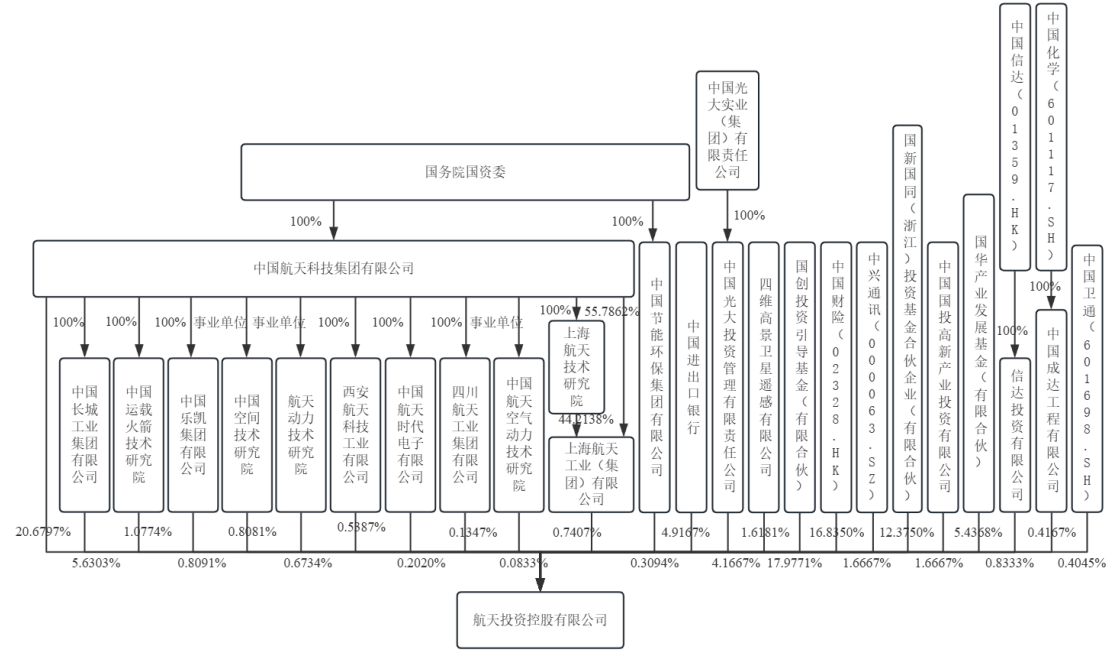 中国信达（01359.HK）
中国化学（601117.SH）
中国光
大实业
（集
团）有
限责任
公司
国务院国资委
100%
100%
100%
中国航天科技集团有限公司
100%
100%
100%
事业单位
事业单位
100%
100%
100%
事业单位
100%
55.7862%
上海
航天
技术
研究
院
44.2138%
上海航天
工业（集
团）有限
公司
中国
长城
工业
集团
有限
公司
中国
运载
火箭
技术
研究
院
中国
乐凯
集团
有限
公司
中国
空间
技术
研究
院
航天
动力
技术
研究
院
西安
航天
科技
工业
有限
公司
中国
航天
时代
电子
有限
公司
四川
航天
工业
集团
有限
公司
中国
航天
空气
动力
技术
研究
院
中国节能环保集团有限公司
中国进出口银行
中国光大投资管理有限责任公司
四维高景卫星遥感有限公司
国创投资引导基金（有限合伙）
中国财险（02328.HK）
中兴通讯（000063.SZ）
国新国同（浙江）投资基金合伙企业（有限合伙）
中国国投高新产业投资有限公司
国华产业发展基金（有限合伙）
100%
信达投资有限公司
100%
中国成达工程有限公司
中国卫通（601698.SH）
20.6797%
5.6303%
1.0774%
0.8091%
0.8081%
0.6734%
0.5387%
0.2020%
0.1347%
0.0833%
0.7407%
0.3094%
4.9167%
4.1667%
1.6181%
17.9771%
16.8350%
1.6667%
12.3750%
1.6667%
5.4368%
0.8333%
0.4167%
0.4045%
航天投资控股有限公司